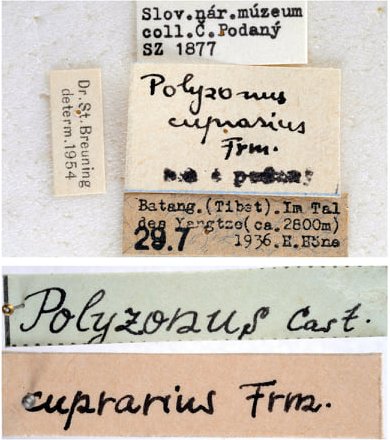 Slov.nár.múzeum
coll.Č.Podaný
SZ 1877
Dr.St.Breuning
determ.1954
Polyzonus
cuprarius
Frm.
Batang.(Tibet).Im Tal
des Yangtze(ca.2800m)
29.7 1936.H.Höne
Polyzonus Cast.
cuprarius Frm.